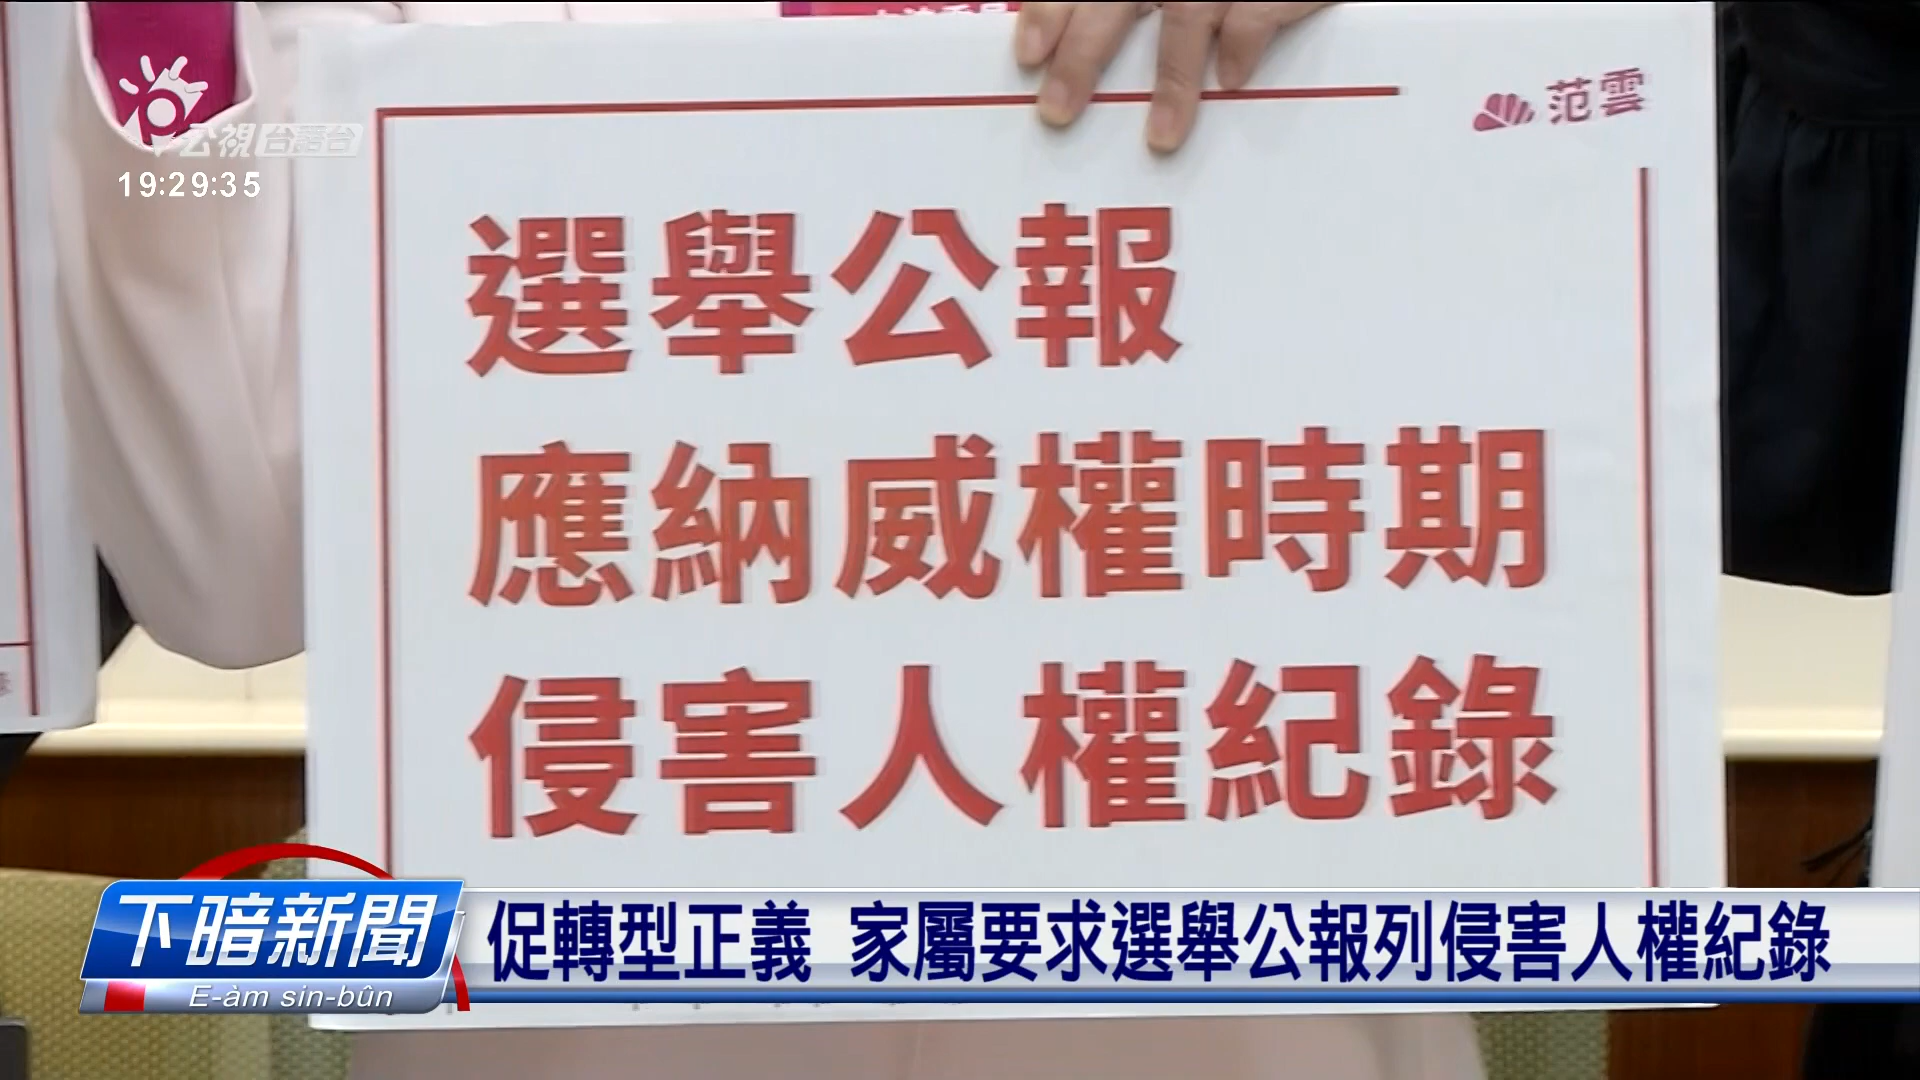 公視台語台
19:29:35
范雲
選舉公報
應納威權時期
侵害人權紀錄
下暗新聞
E-àm sin-bûn
促轉型正義 家屬要求選舉公報列侵害人權紀錄